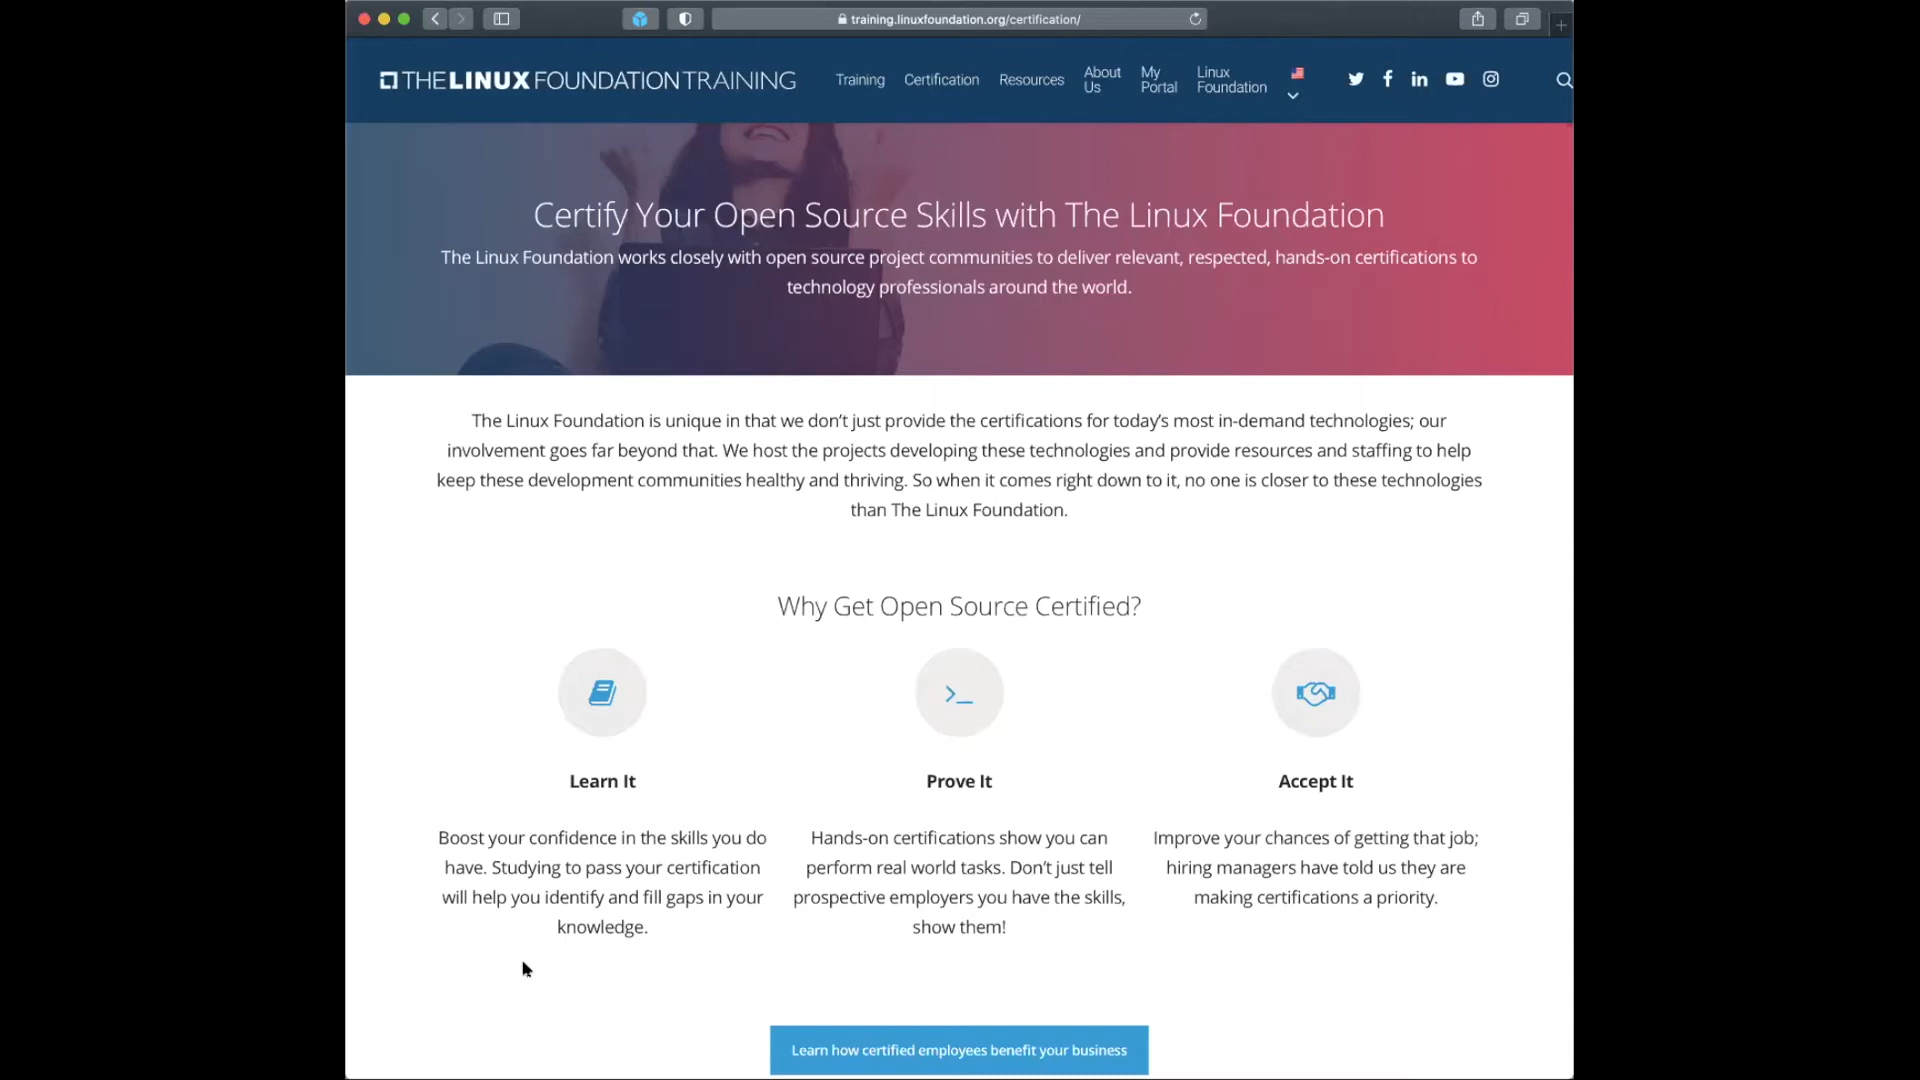 training.linuxfoundation.org/certification/
THE LINUX FOUNDATION TRAINING
Training
Certification
Resources
About
Us
My
Portal
Linux
Foundation
Certify Your Open Source Skills with The Linux Foundation
The Linux Foundation works closely with open source project communities to deliver relevant, respected, hands-on certifications to
technology professionals around the world.
The Linux Foundation is unique in that we don’t just provide the certifications for today’s most in-demand technologies; our
involvement goes far beyond that. We host the projects developing these technologies and provide resources and staffing to help
keep these development communities healthy and thriving. So when it comes right down to it, no one is closer to these technologies
than The Linux Foundation.
Why Get Open Source Certified?
Learn It
Boost your confidence in the skills you do
have. Studying to pass your certification
will help you identify and fill gaps in your
knowledge.
Prove It
Hands-on certifications show you can
perform real world tasks. Don’t just tell
prospective employers you have the skills,
show them!
Accept It
Improve your chances of getting that job;
hiring managers have told us they are
making certifications a priority.
Learn how certified employees benefit your business